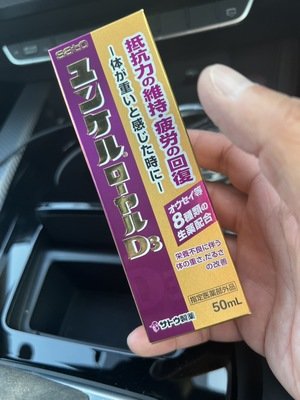 sato
ユンケルローヤルD3
抵抗力の維持・疲労の回復
ー体が重いと感じた時にー
オウセイ等
8種類の
生薬配合
栄養不良に伴う
体の重さ、だるさ
の改善
指定医薬部外品
50mL
サトウ製薬